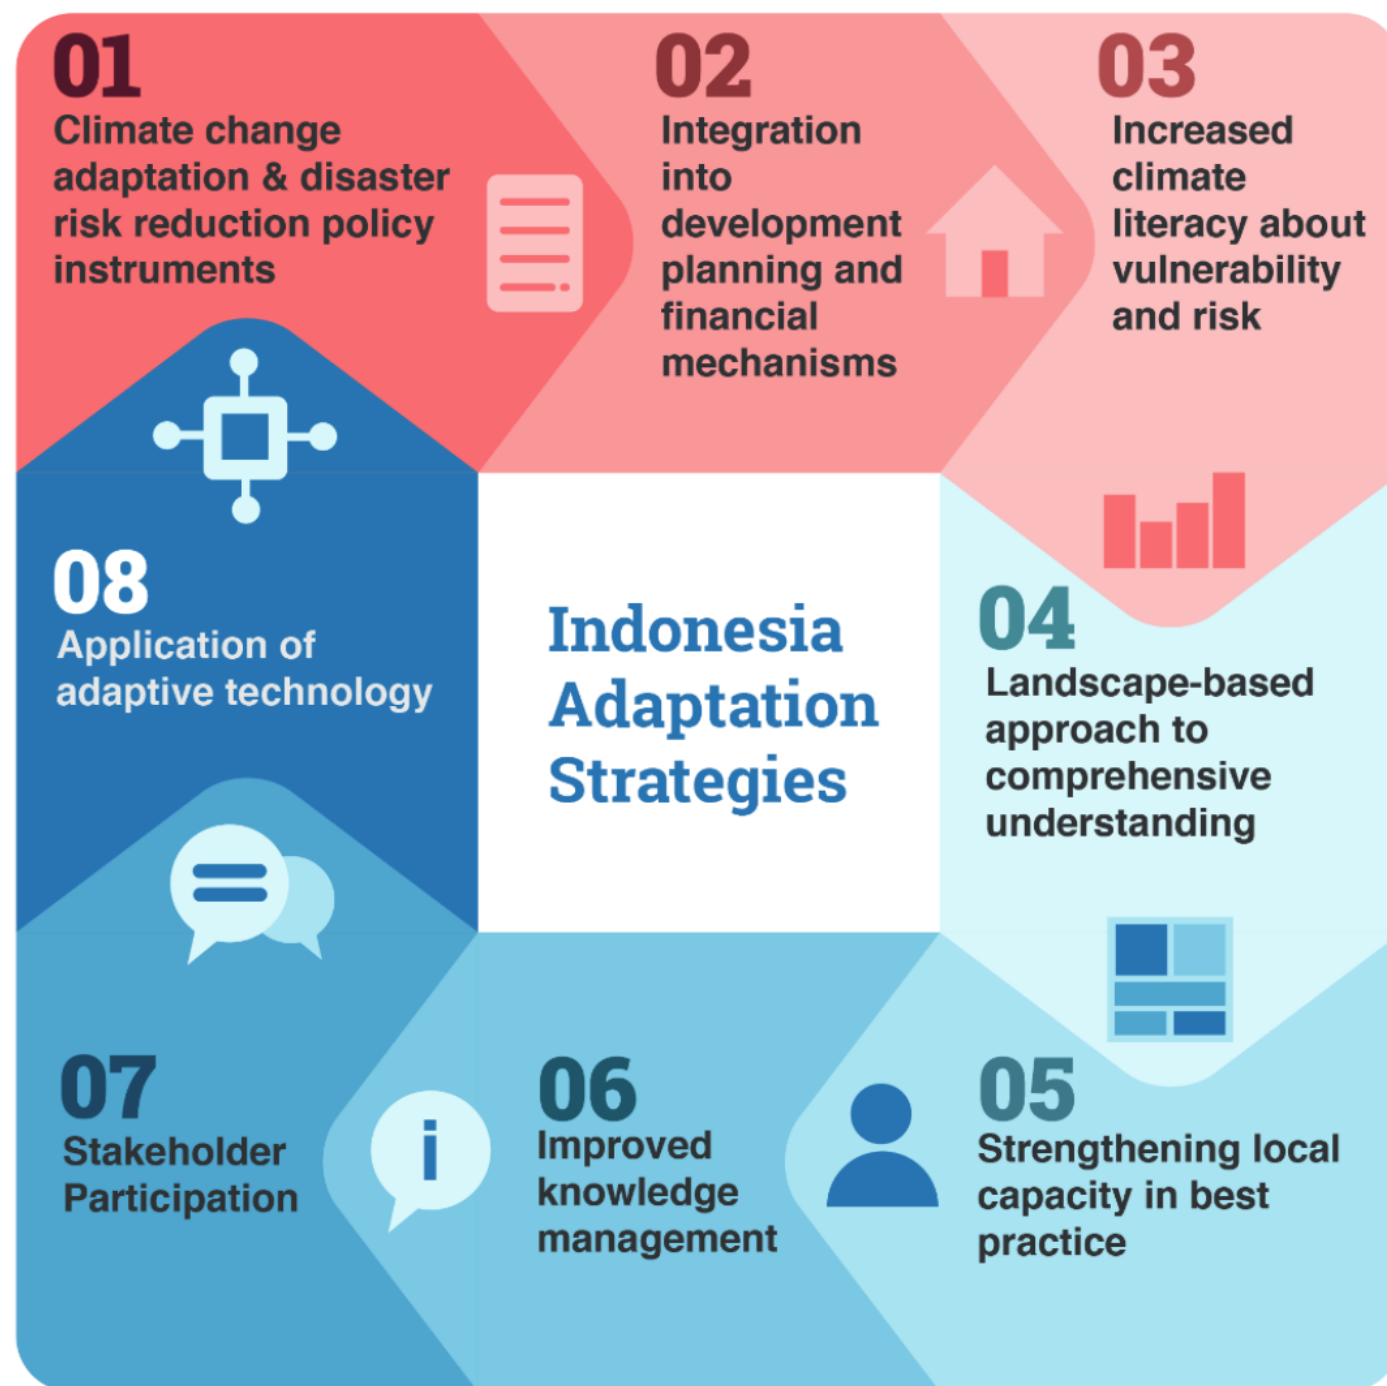 01
Climate change
adaptation & disaster
risk reduction policy
instruments
02
Integration
into
development
planning and
financial
mechanisms
03
Increased
climate
literacy about
vulnerability
and risk
04
Landscape-based
approach to
comprehensive
understanding
05
Strengthening local
capacity in best
practice
06
Improved
knowledge
management
i
07
Stakeholder
Participation
08
Application of
adaptive technology
Indonesia
Adaptation
Strategies